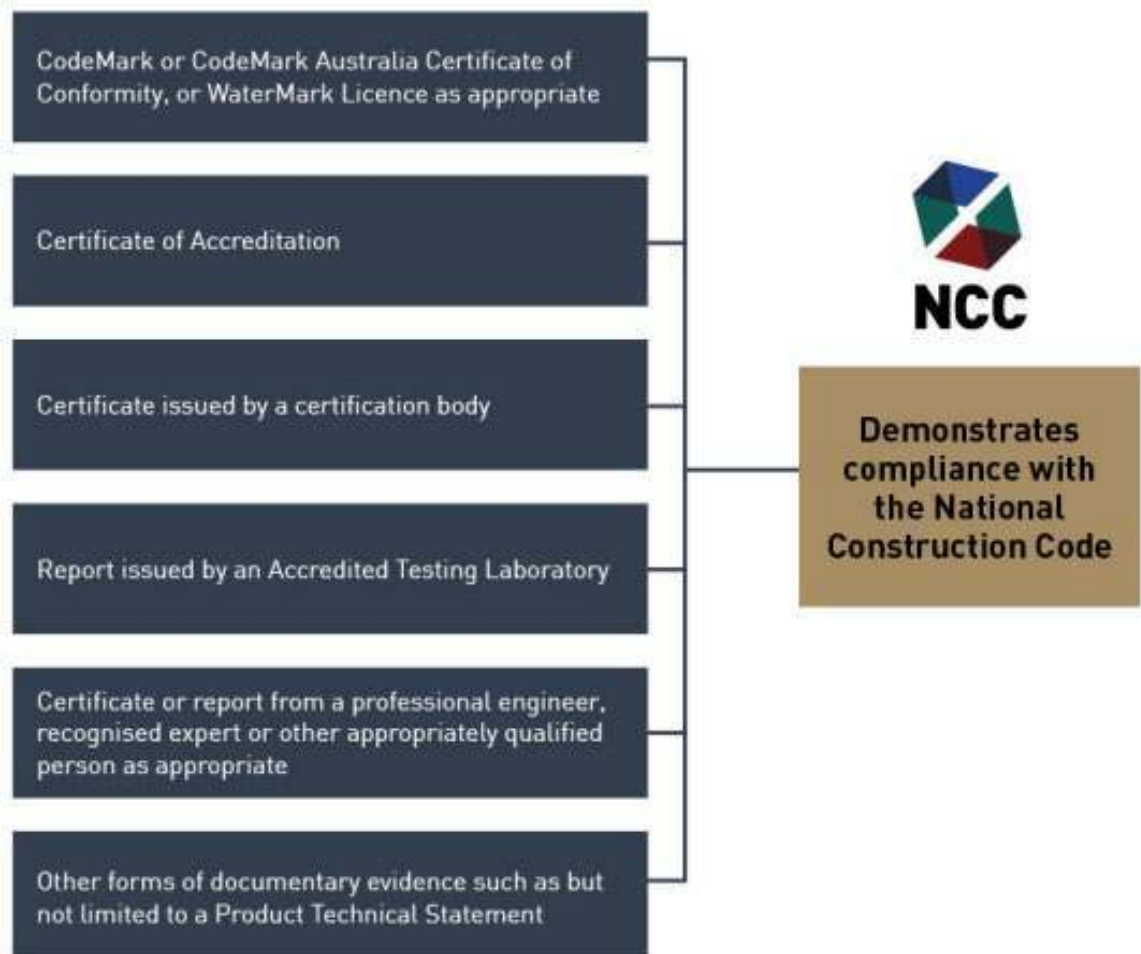 CodeMark or CodeMark Australia Certificate of
Conformity, or WaterMark Licence as appropriate
Certificate of Accreditation
Certificate issued by a certification body
Report issued by an Accredited Testing Laboratory
Certificate or report from a professional engineer,
recognised expert or other appropriately qualified
person as appropriate
Other forms of documentary evidence such as but
not limited to a Product Technical Statement
NCC
Demonstrates
compliance with
the National
Construction Code